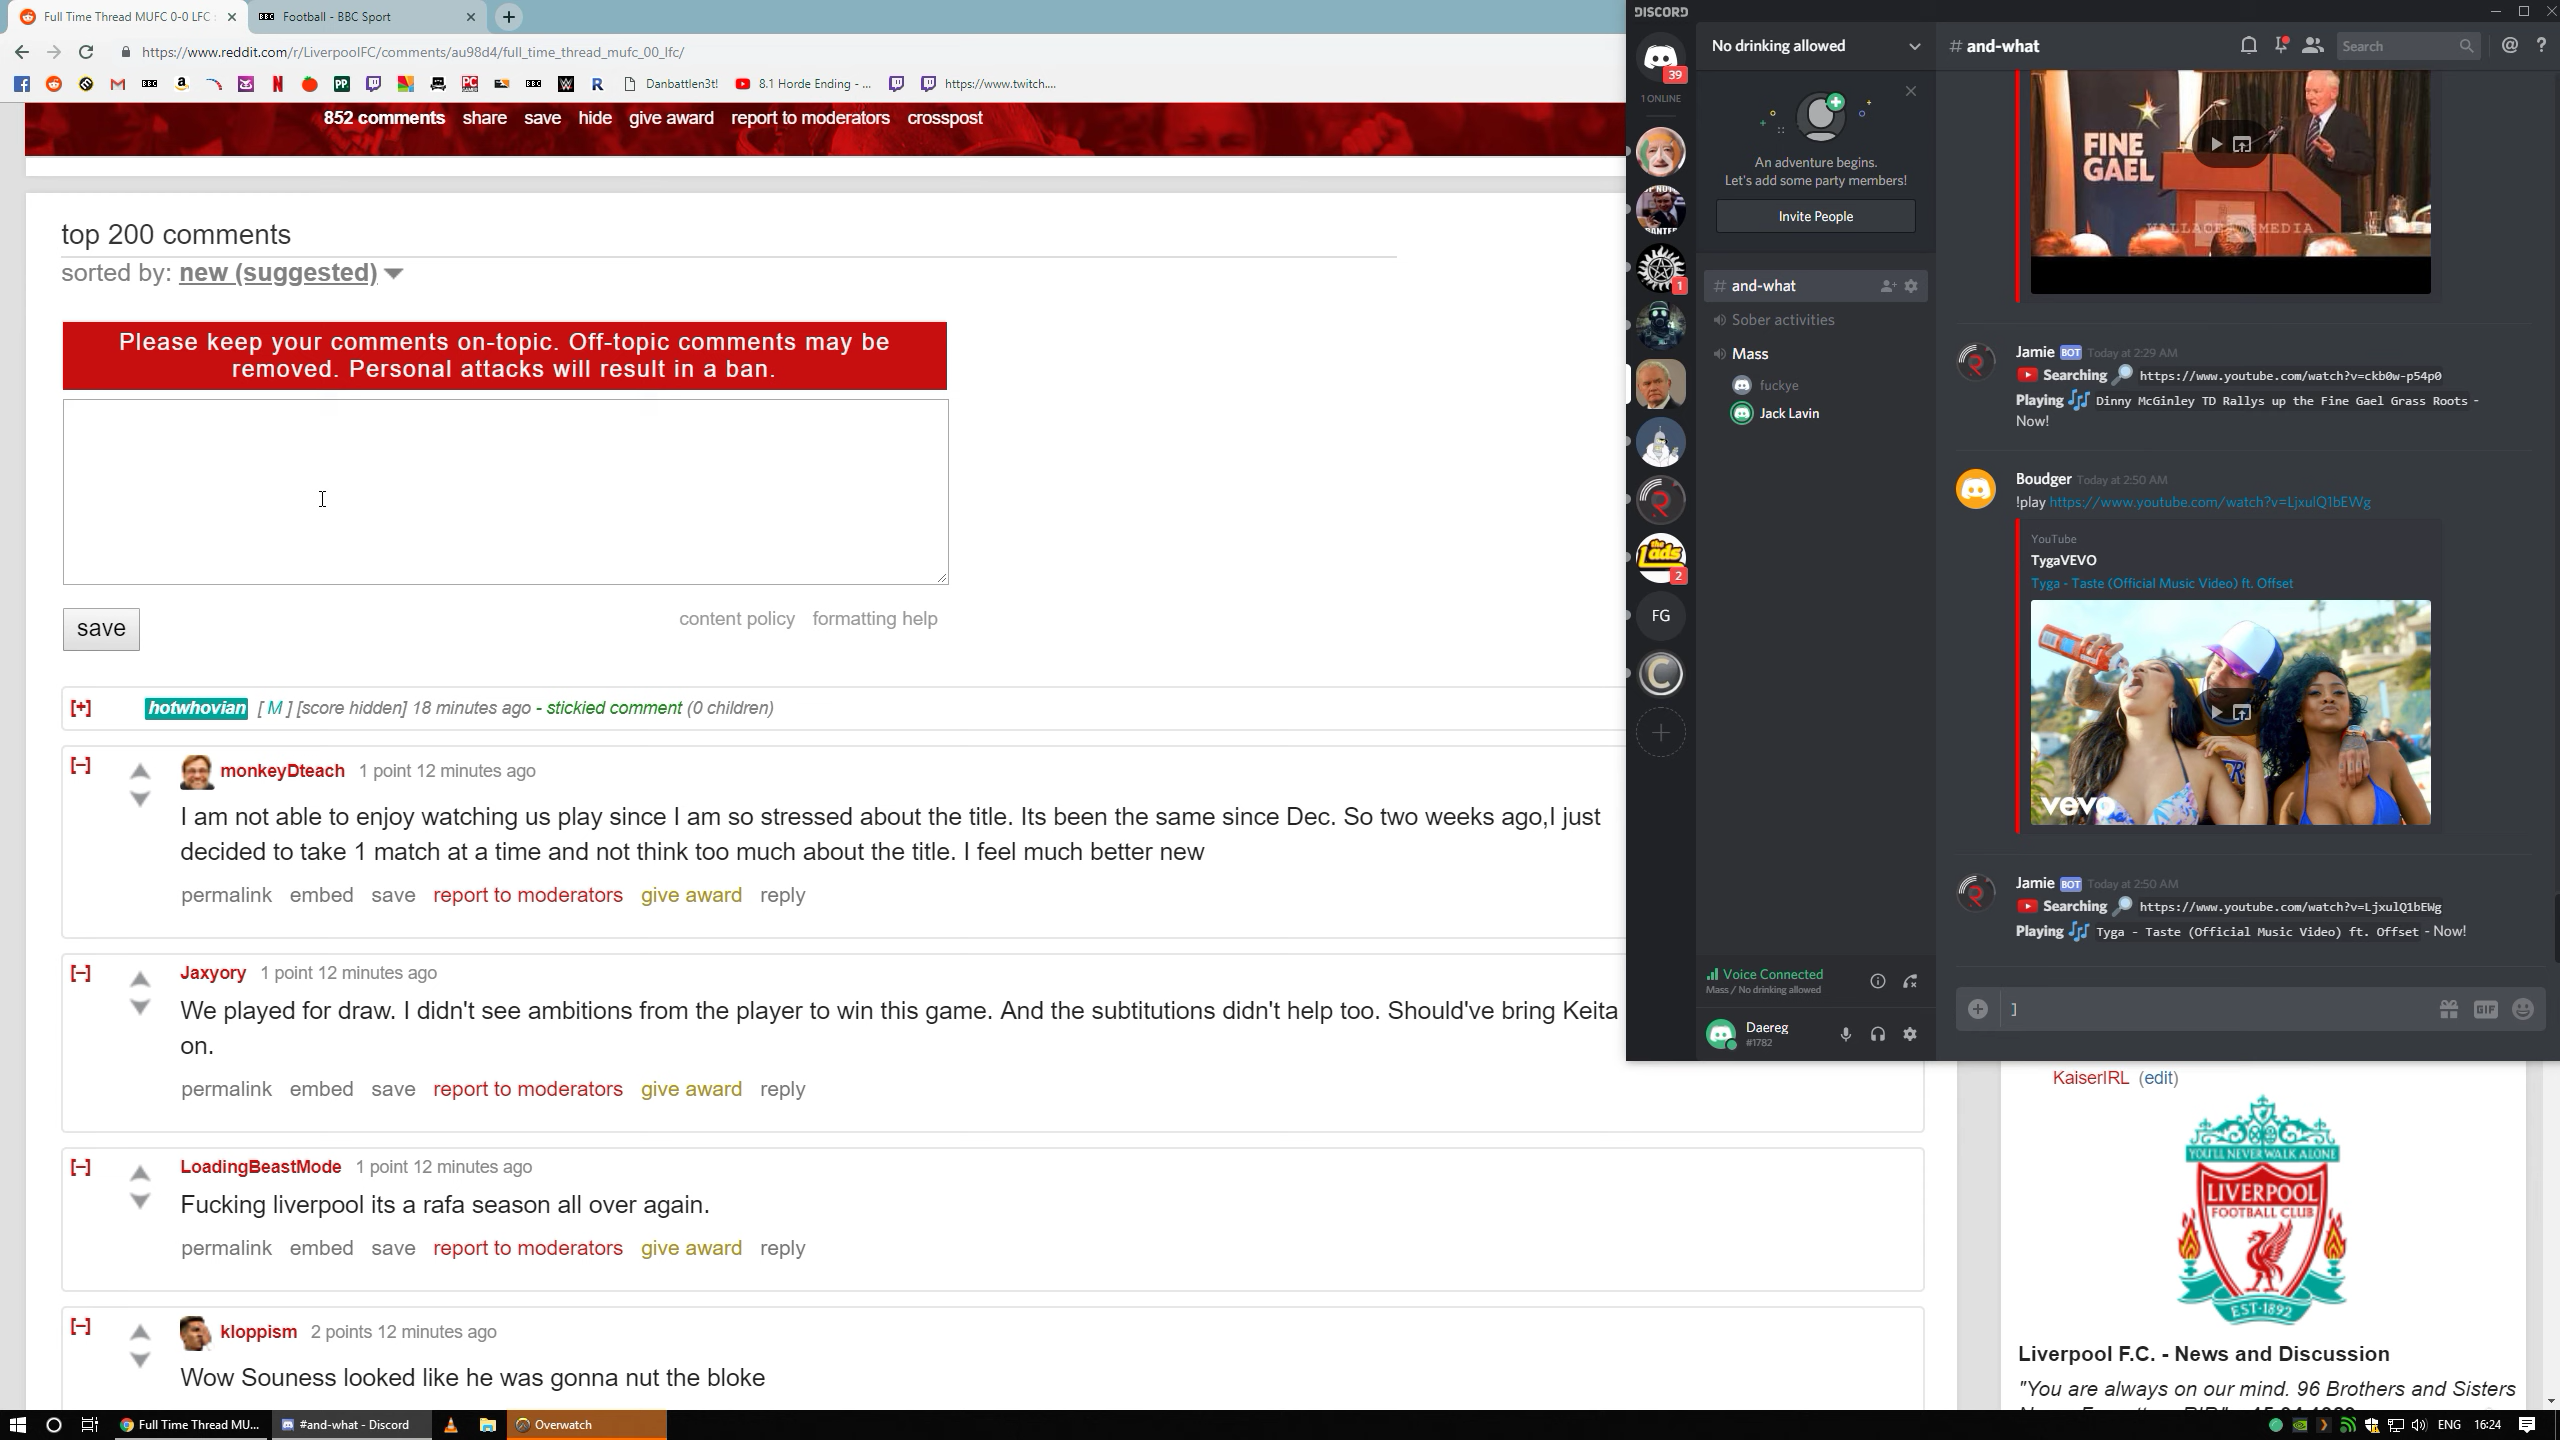 Full Time Thread MUFC 0-0 LFC
Football - BBC Sport
https://www.reddit.com/r/LiverpoolFC/comments/au98d4/full_time_thread_mufc_00_lfc/
Danbattlen3t!
8.1 Horde Ending - ...
https://www.twitch....
852 comments share save hide give award report to moderators crosspost
top 200 comments
sorted by: new (suggested)
Please keep your comments on-topic. Off-topic comments may be
removed. Personal attacks will result in a ban.
save
content policy formatting help
[+] hotwhovian [ M ] [score hidden] 18 minutes ago - stickied comment (0 children)
[–] monkeyDteach 1 point 12 minutes ago
I am not able to enjoy watching us play since I am so stressed about the title. Its been the same since Dec. So two weeks ago,I just
decided to take 1 match at a time and not think too much about the title. I feel much better new
permalink embed save report to moderators give award reply
[–] Jaxyory 1 point 12 minutes ago
We played for draw. I didn't see ambitions from the player to win this game. And the subtitutions didn't help too. Should've bring Keita
on.
permalink embed save report to moderators give award reply
[–] LoadingBeastMode 1 point 12 minutes ago
Fucking liverpool its a rafa season all over again.
permalink embed save report to moderators give award reply
[–] kloppism 2 points 12 minutes ago
Wow Souness looked like he was gonna nut the bloke
DISCORD
39
1 ONLINE
1
2
FG
No drinking allowed
An adventure begins.
Let's add some party members!
Invite People
# and-what
Sober activities
Mass
fuckye
Jack Lavin
Voice Connected
Mass / No drinking allowed
Daereg
#1782
# and-what
Search
FINE
GAEL
WALLACE MEDIA
Jamie BOT Today at 2:29 AM
Searching https://www.youtube.com/watch?v=ckb0w-p54p0
Playing Dinny McGinley TD Rallys up the Fine Gael Grass Roots -
Now!
Boudger Today at 2:50 AM
!play https://www.youtube.com/watch?v=LjxulQ1bEWg
YouTube
TygaVEVO
Tyga - Taste (Official Music Video) ft. Offset
vevo
Jamie BOT Today at 2:50 AM
Searching https://www.youtube.com/watch?v=LjxulQ1bEWg
Playing Tyga - Taste (Official Music Video) ft. Offset - Now!
]
GIF
KaiserIRL (edit)
YOU'LL NEVER WALK ALONE
LIVERPOOL
FOOTBALL CLUB
EST·1892
Liverpool F.C. - News and Discussion
"You are always on our mind. 96 Brothers and Sisters
Full Time Thread MU...
#and-what - Discord
Overwatch
ENG
16:24